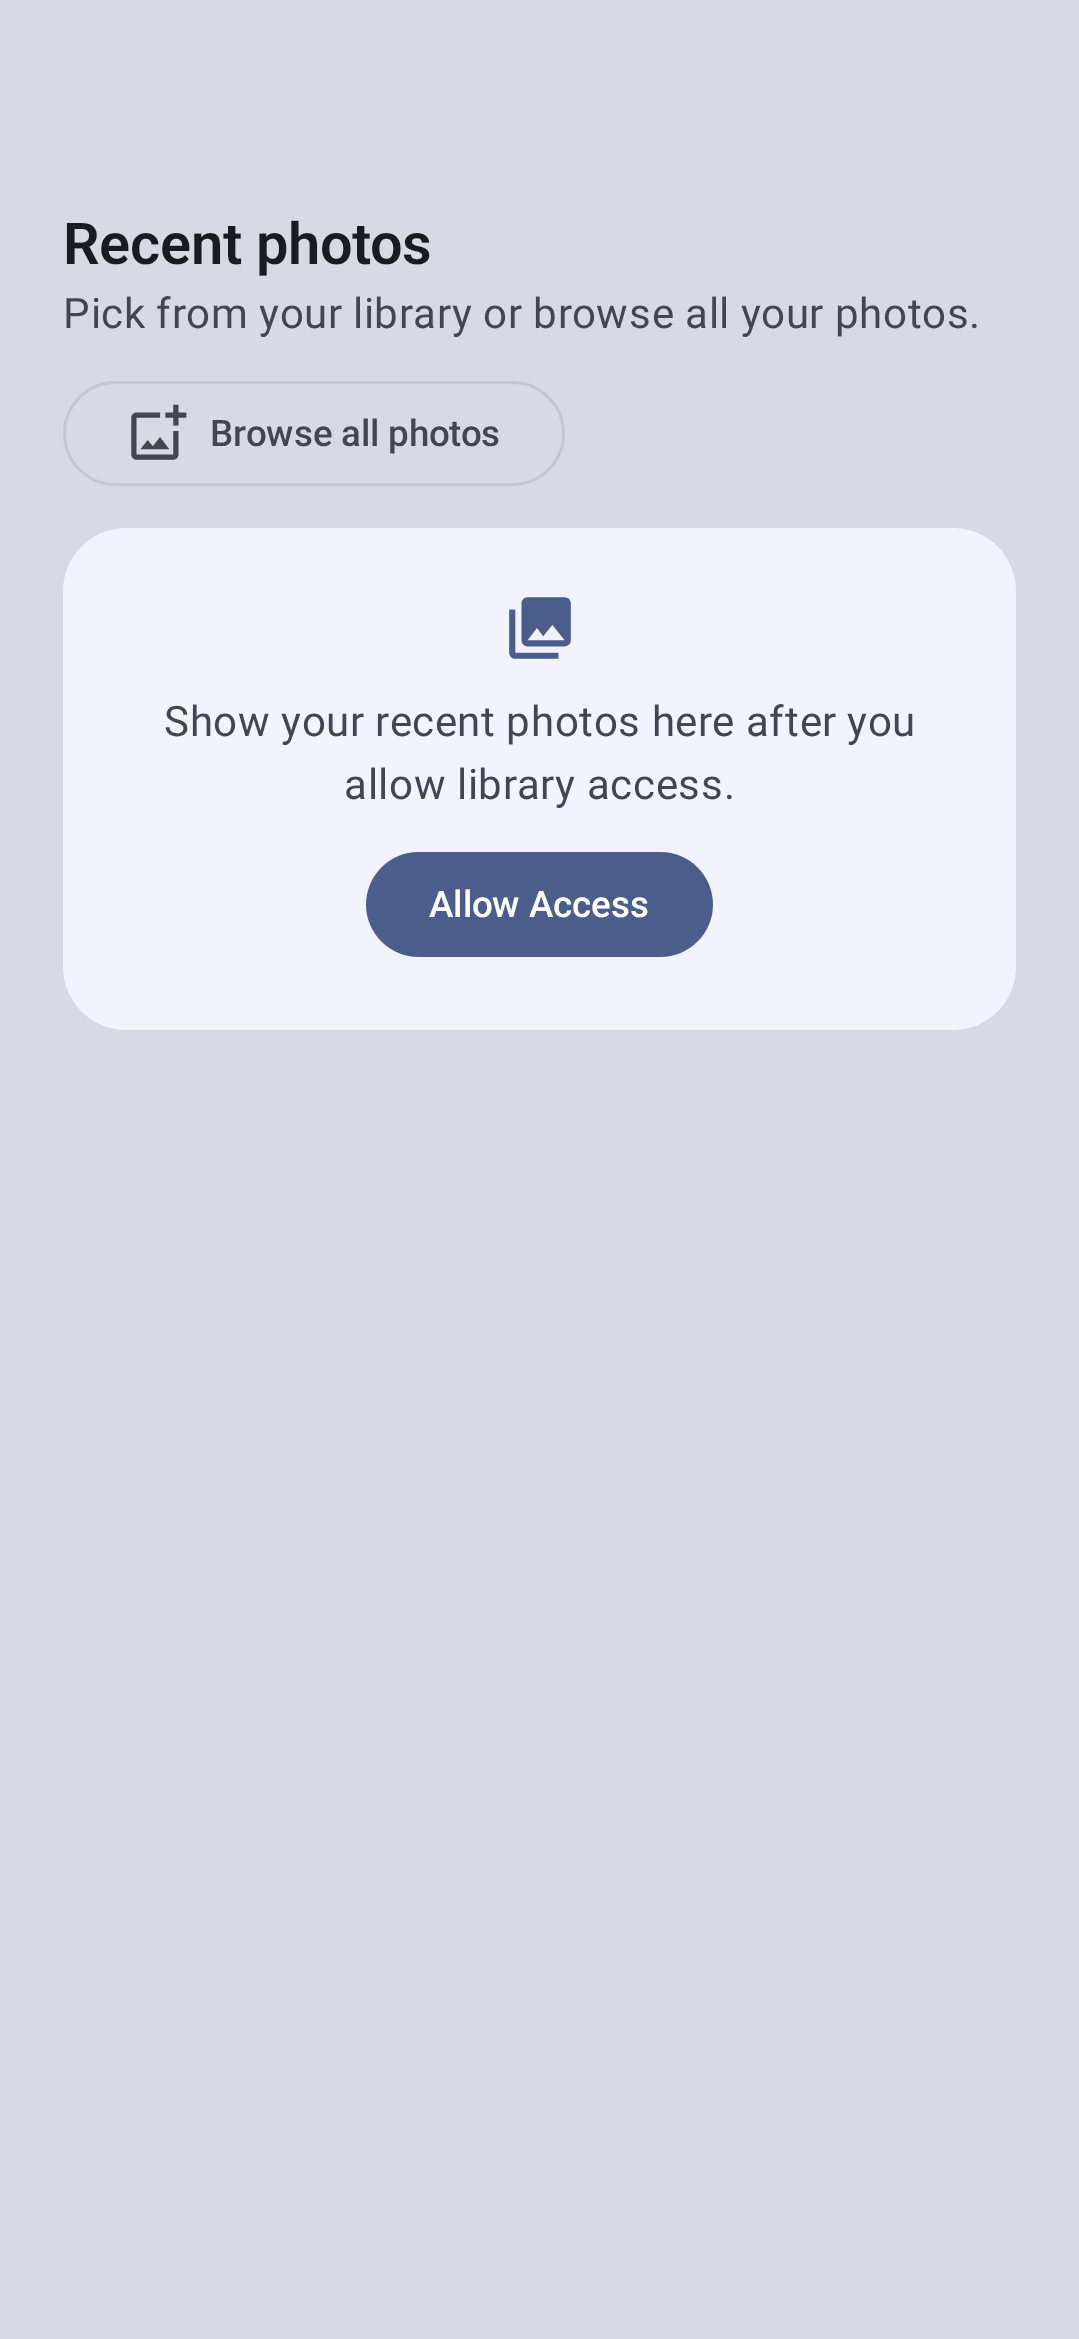 Recent photos
Pick from your library or browse all your photos.
Browse all photos
Show your recent photos here after you
allow library access.
Allow Access